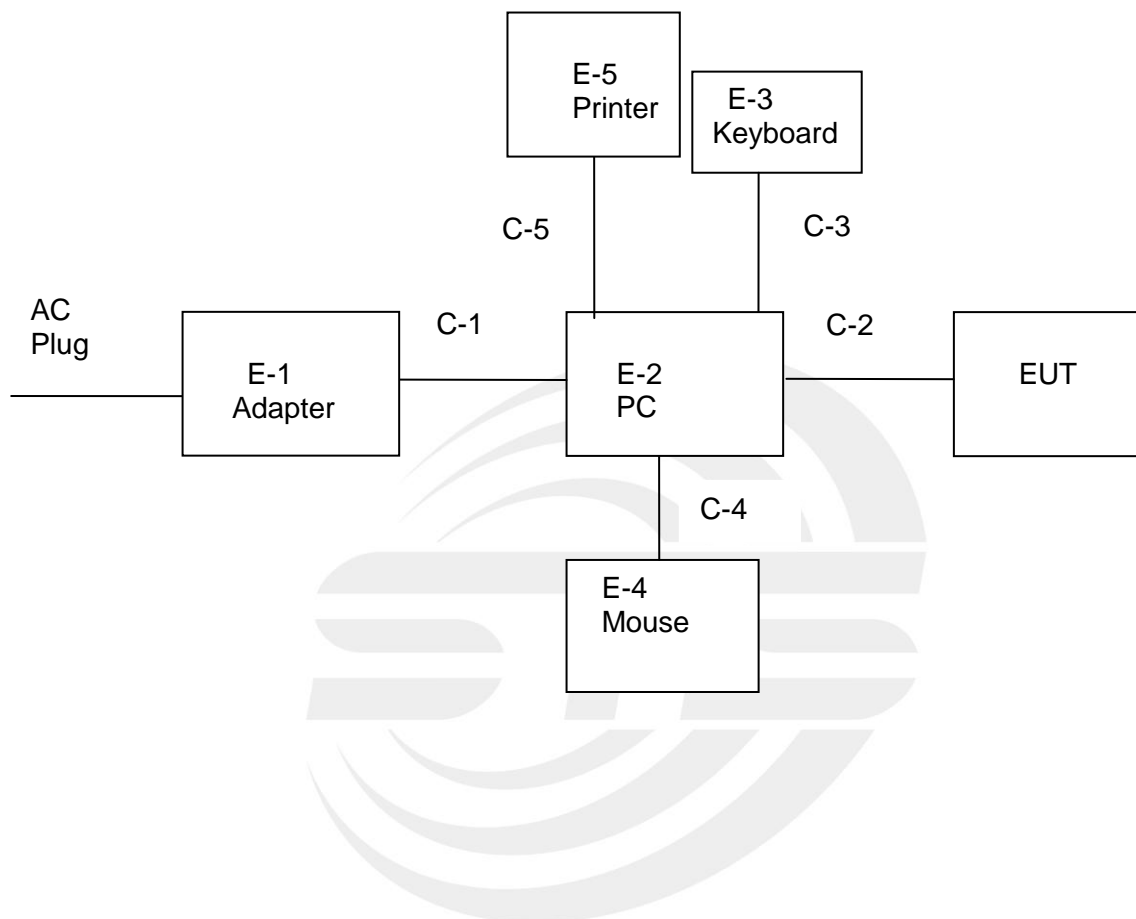 E-5
Printer
E-3
Keyboard
C-5
C-3
AC
Plug
E-1
Adapter
C-1
E-2
PC
C-2
EUT
C-4
E-4
Mouse